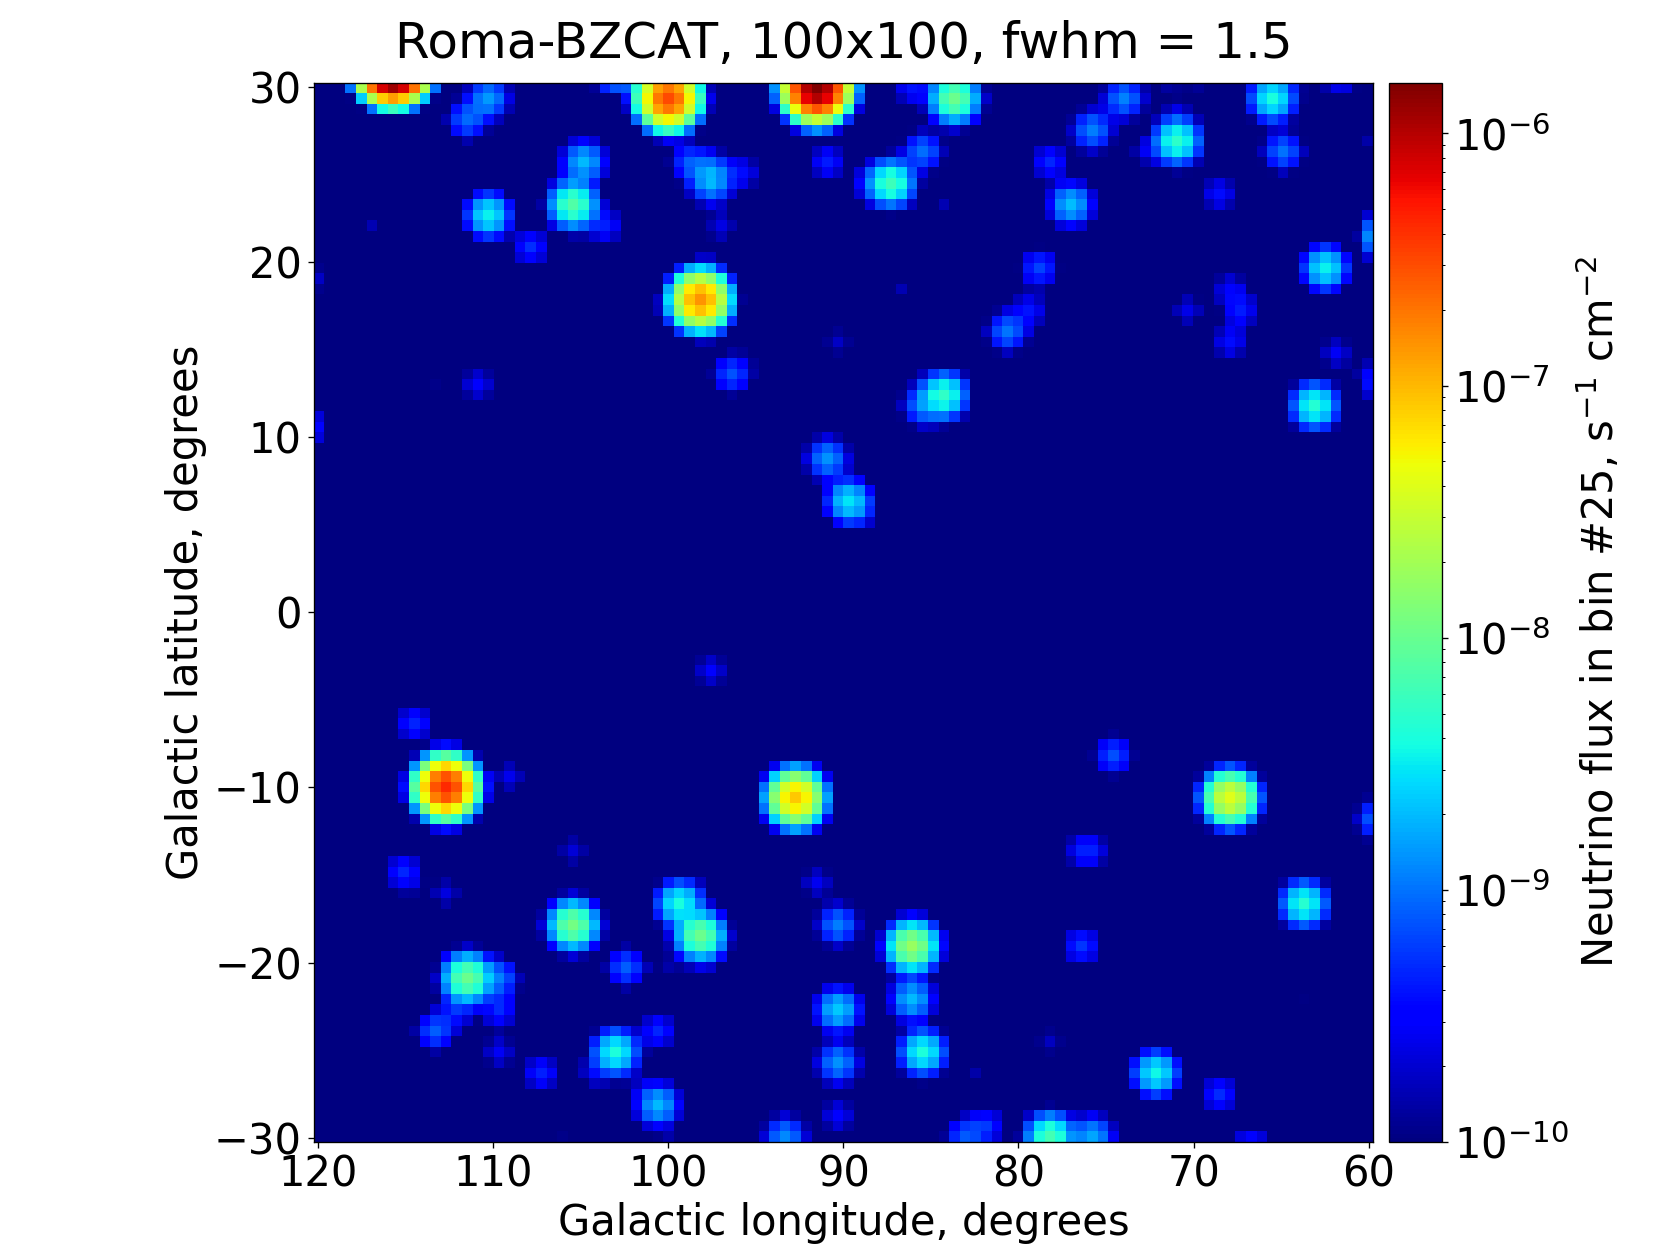 Roma-BZCAT, 100x100, fwhm = 1.5
30
20
10
0
−10
−20
−30
Galactic latitude, degrees
120 110 100 90 80 70 60
Galactic longitude, degrees
10⁻⁶
10⁻⁷
10⁻⁸
10⁻⁹
10⁻¹⁰
Neutrino flux in bin #25, s⁻¹ cm⁻²